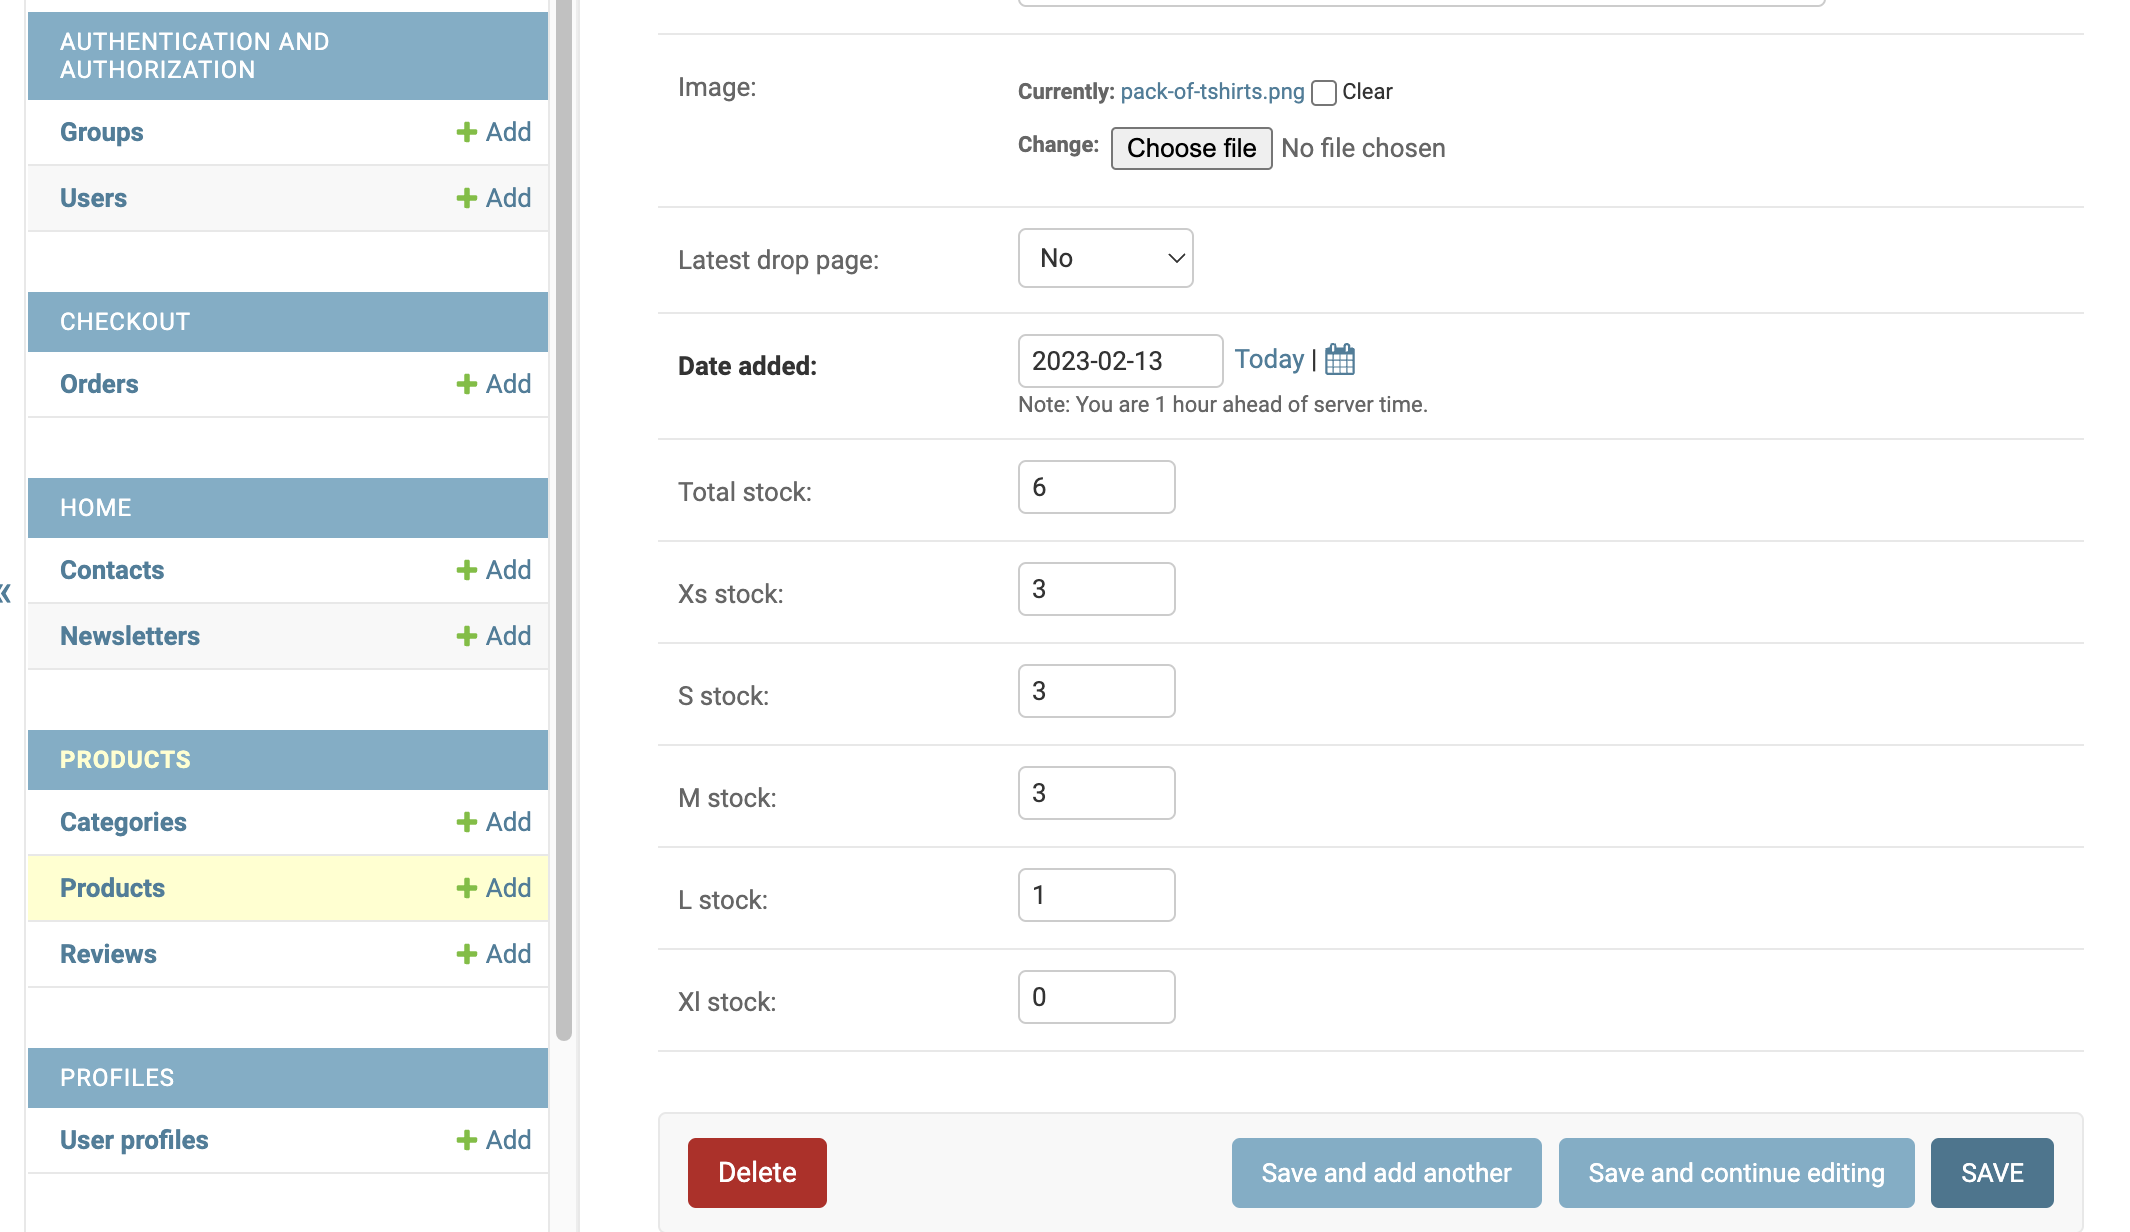 AUTHENTICATION AND
AUTHORIZATION
Groups
Add
Users
Add
CHECKOUT
Orders
Add
HOME
Contacts
Add
Newsletters
Add
PRODUCTS
Categories
Add
Products
Add
Reviews
Add
PROFILES
User profiles
Add
Image:
Currently: pack-of-tshirts.png Clear
Change: Choose file No file chosen
Latest drop page:
No
Date added:
2023-02-13
Today |
Note: You are 1 hour ahead of server time.
Total stock:
6
Xs stock:
3
S stock:
3
M stock:
3
L stock:
1
Xl stock:
0
Delete
Save and add another
Save and continue editing
SAVE